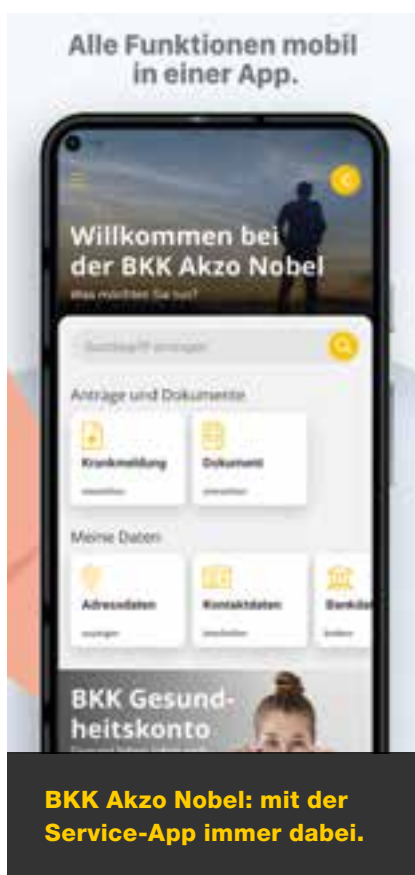 Alle Funktionen mobil
in einer App.
Willkommen bei
der BKK Akzo Nobel
Was möchten Sie tun?
Anträge und Dokumente
Krankmeldung
Dokument
Meine Daten
Adressdaten
Kontaktdaten
BKK Gesund-
heitskonto
BKK Akzo Nobel: mit der
Service-App immer dabei.